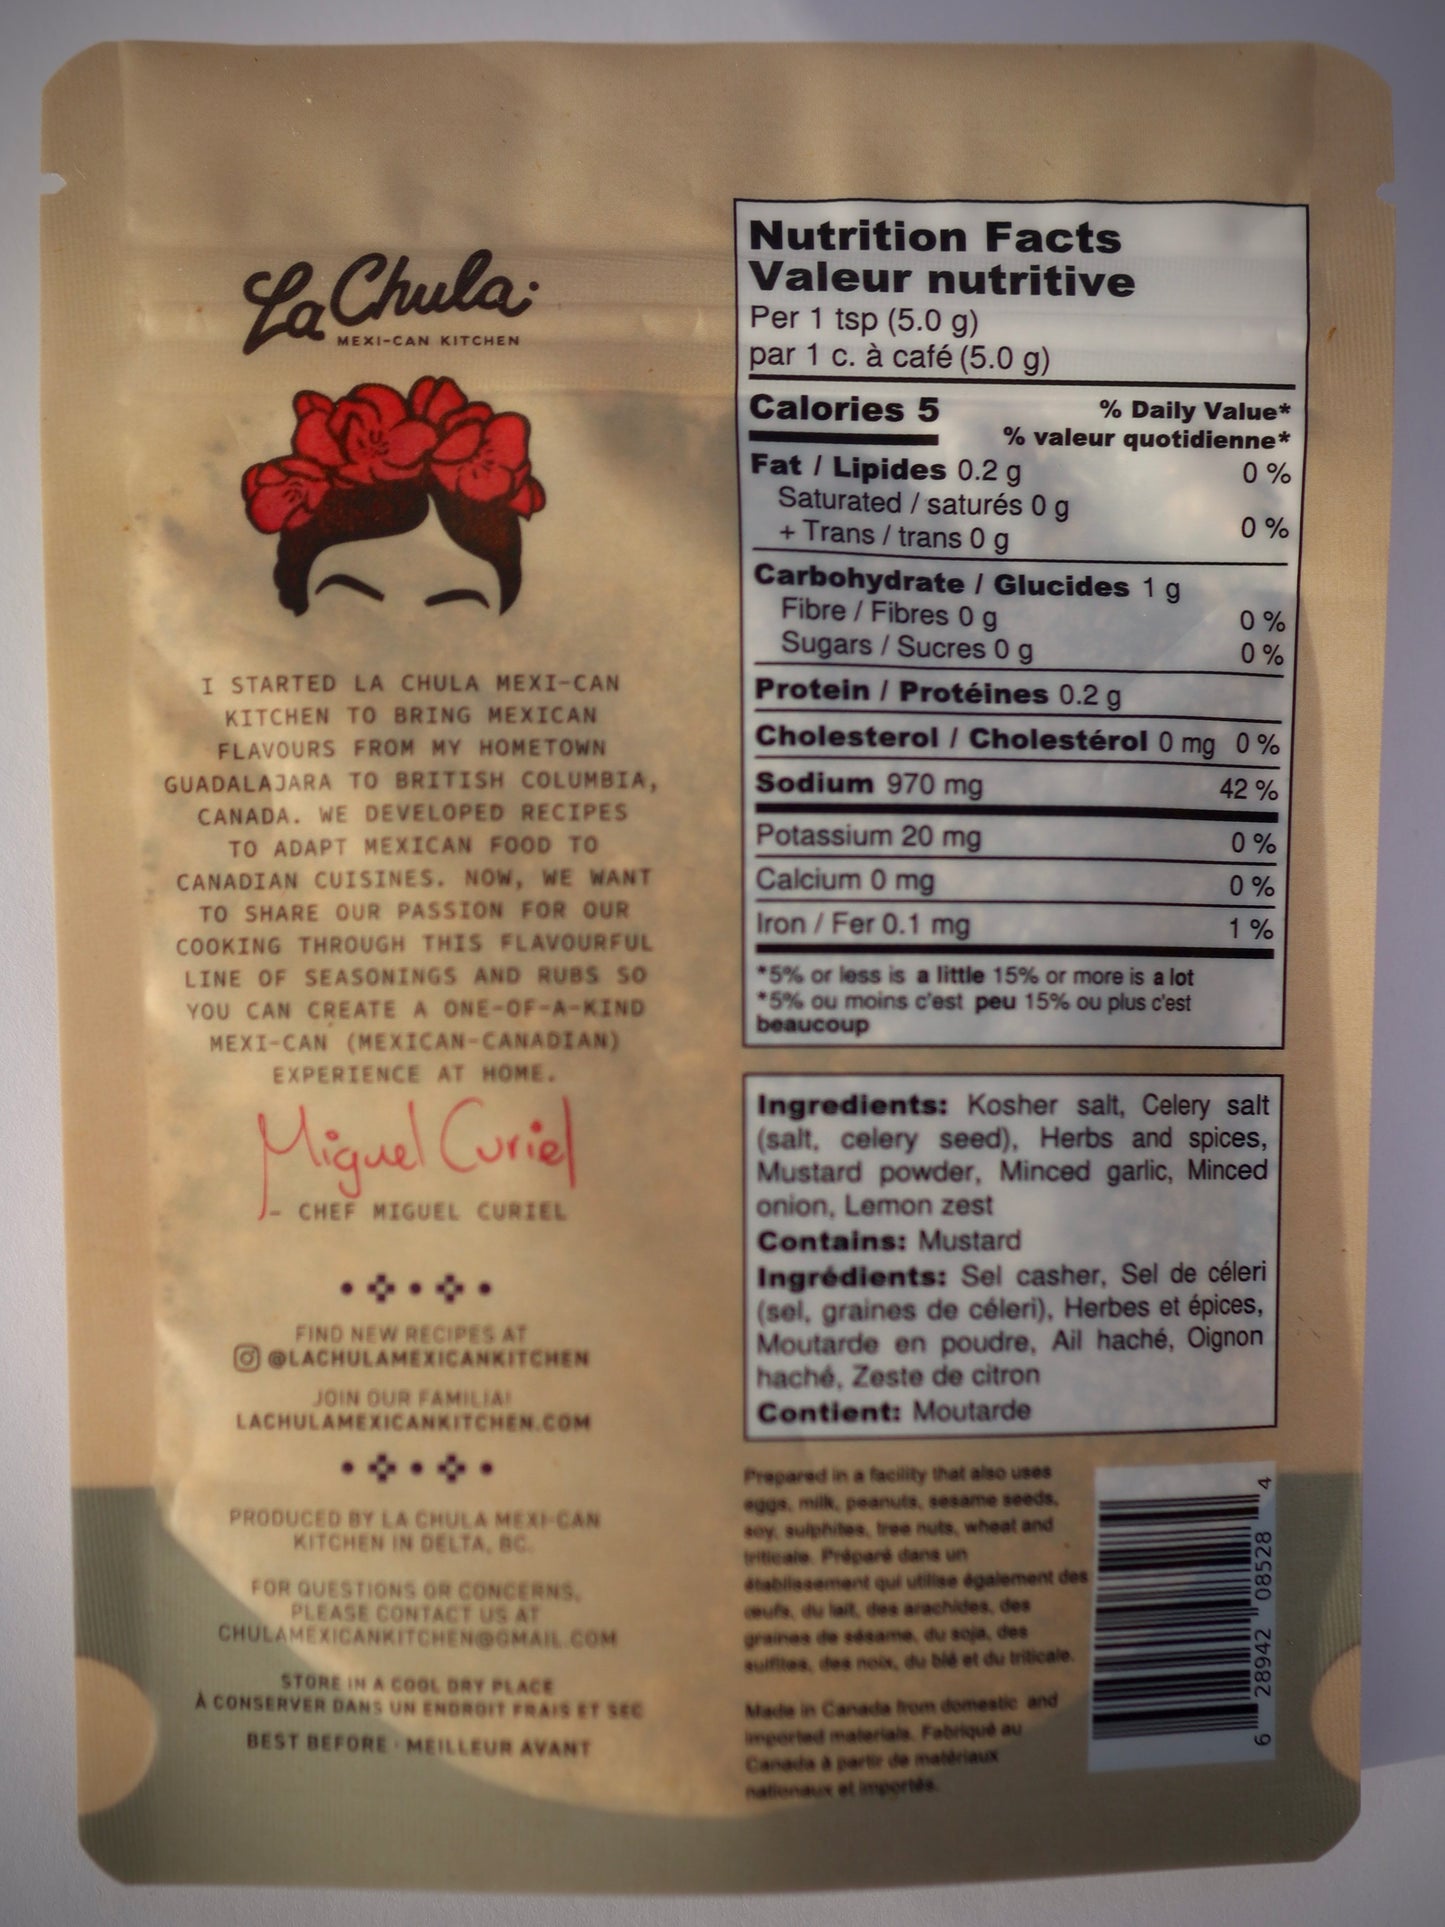 La Chula
MEXI-CAN KITCHEN
I STARTED LA CHULA MEXI-CAN
KITCHEN TO BRING MEXICAN
FLAVOURS FROM MY HOMETOWN
GUADALAJARA TO BRITISH COLUMBIA,
CANADA. WE DEVELOPED RECIPES
TO ADAPT MEXICAN FOOD TO
CANADIAN CUISINES. NOW, WE WANT
TO SHARE OUR PASSION FOR OUR
COOKING THROUGH THIS FLAVOURFUL
LINE OF SEASONINGS AND RUBS SO
YOU CAN CREATE A ONE-OF-A-KIND
MEXI-CAN (MEXICAN-CANADIAN)
EXPERIENCE AT HOME.
Miguel Curiel
- CHEF MIGUEL CURIEL
FIND NEW RECIPES AT
@LACHULAMEXICANKITCHEN
JOIN OUR FAMILIA!
LACHULAMEXICANKITCHEN.COM
PRODUCED BY LA CHULA MEXI-CAN
KITCHEN IN DELTA, BC.
FOR QUESTIONS OR CONCERNS,
PLEASE CONTACT US AT
CHULAMEXICANKITCHEN@GMAIL.COM
STORE IN A COOL DRY PLACE
À CONSERVER DANS UN ENDROIT FRAIS ET SEC
BEST BEFORE · MEILLEUR AVANT
Nutrition Facts
Valeur nutritive
Per 1 tsp (5.0 g)
par 1 c. à café (5.0 g)
Calories 5 % Daily Value*
% valeur quotidienne*
Fat / Lipides 0.2 g 0 %
Saturated / saturés 0 g
+ Trans / trans 0 g 0 %
Carbohydrate / Glucides 1 g
Fibre / Fibres 0 g 0 %
Sugars / Sucres 0 g 0 %
Protein / Protéines 0.2 g
Cholesterol / Cholestérol 0 mg 0 %
Sodium 970 mg 42 %
Potassium 20 mg 0 %
Calcium 0 mg 0 %
Iron / Fer 0.1 mg 1 %
*5% or less is a little 15% or more is a lot
*5% ou moins c'est peu 15% ou plus c'est
beaucoup
Ingredients: Kosher salt, Celery salt
(salt, celery seed), Herbs and spices,
Mustard powder, Minced garlic, Minced
onion, Lemon zest
Contains: Mustard
Ingrédients: Sel casher, Sel de céleri
(sel, graines de céleri), Herbes et épices,
Moutarde en poudre, Ail haché, Oignon
haché, Zeste de citron
Contient: Moutarde
Prepared in a facility that also uses
eggs, milk, peanuts, sesame seeds,
soy, sulphites, tree nuts, wheat and
triticale. Préparé dans un
établissement qui utilise également des
œufs, du lait, des arachides, des
graines de sésame, du soja, des
sulfites, des noix, du blé et du triticale.
Made in Canada from domestic and
imported materials. Fabriqué au
Canada à partir de matériaux
nationaux et importés.
6 28942 08528 4